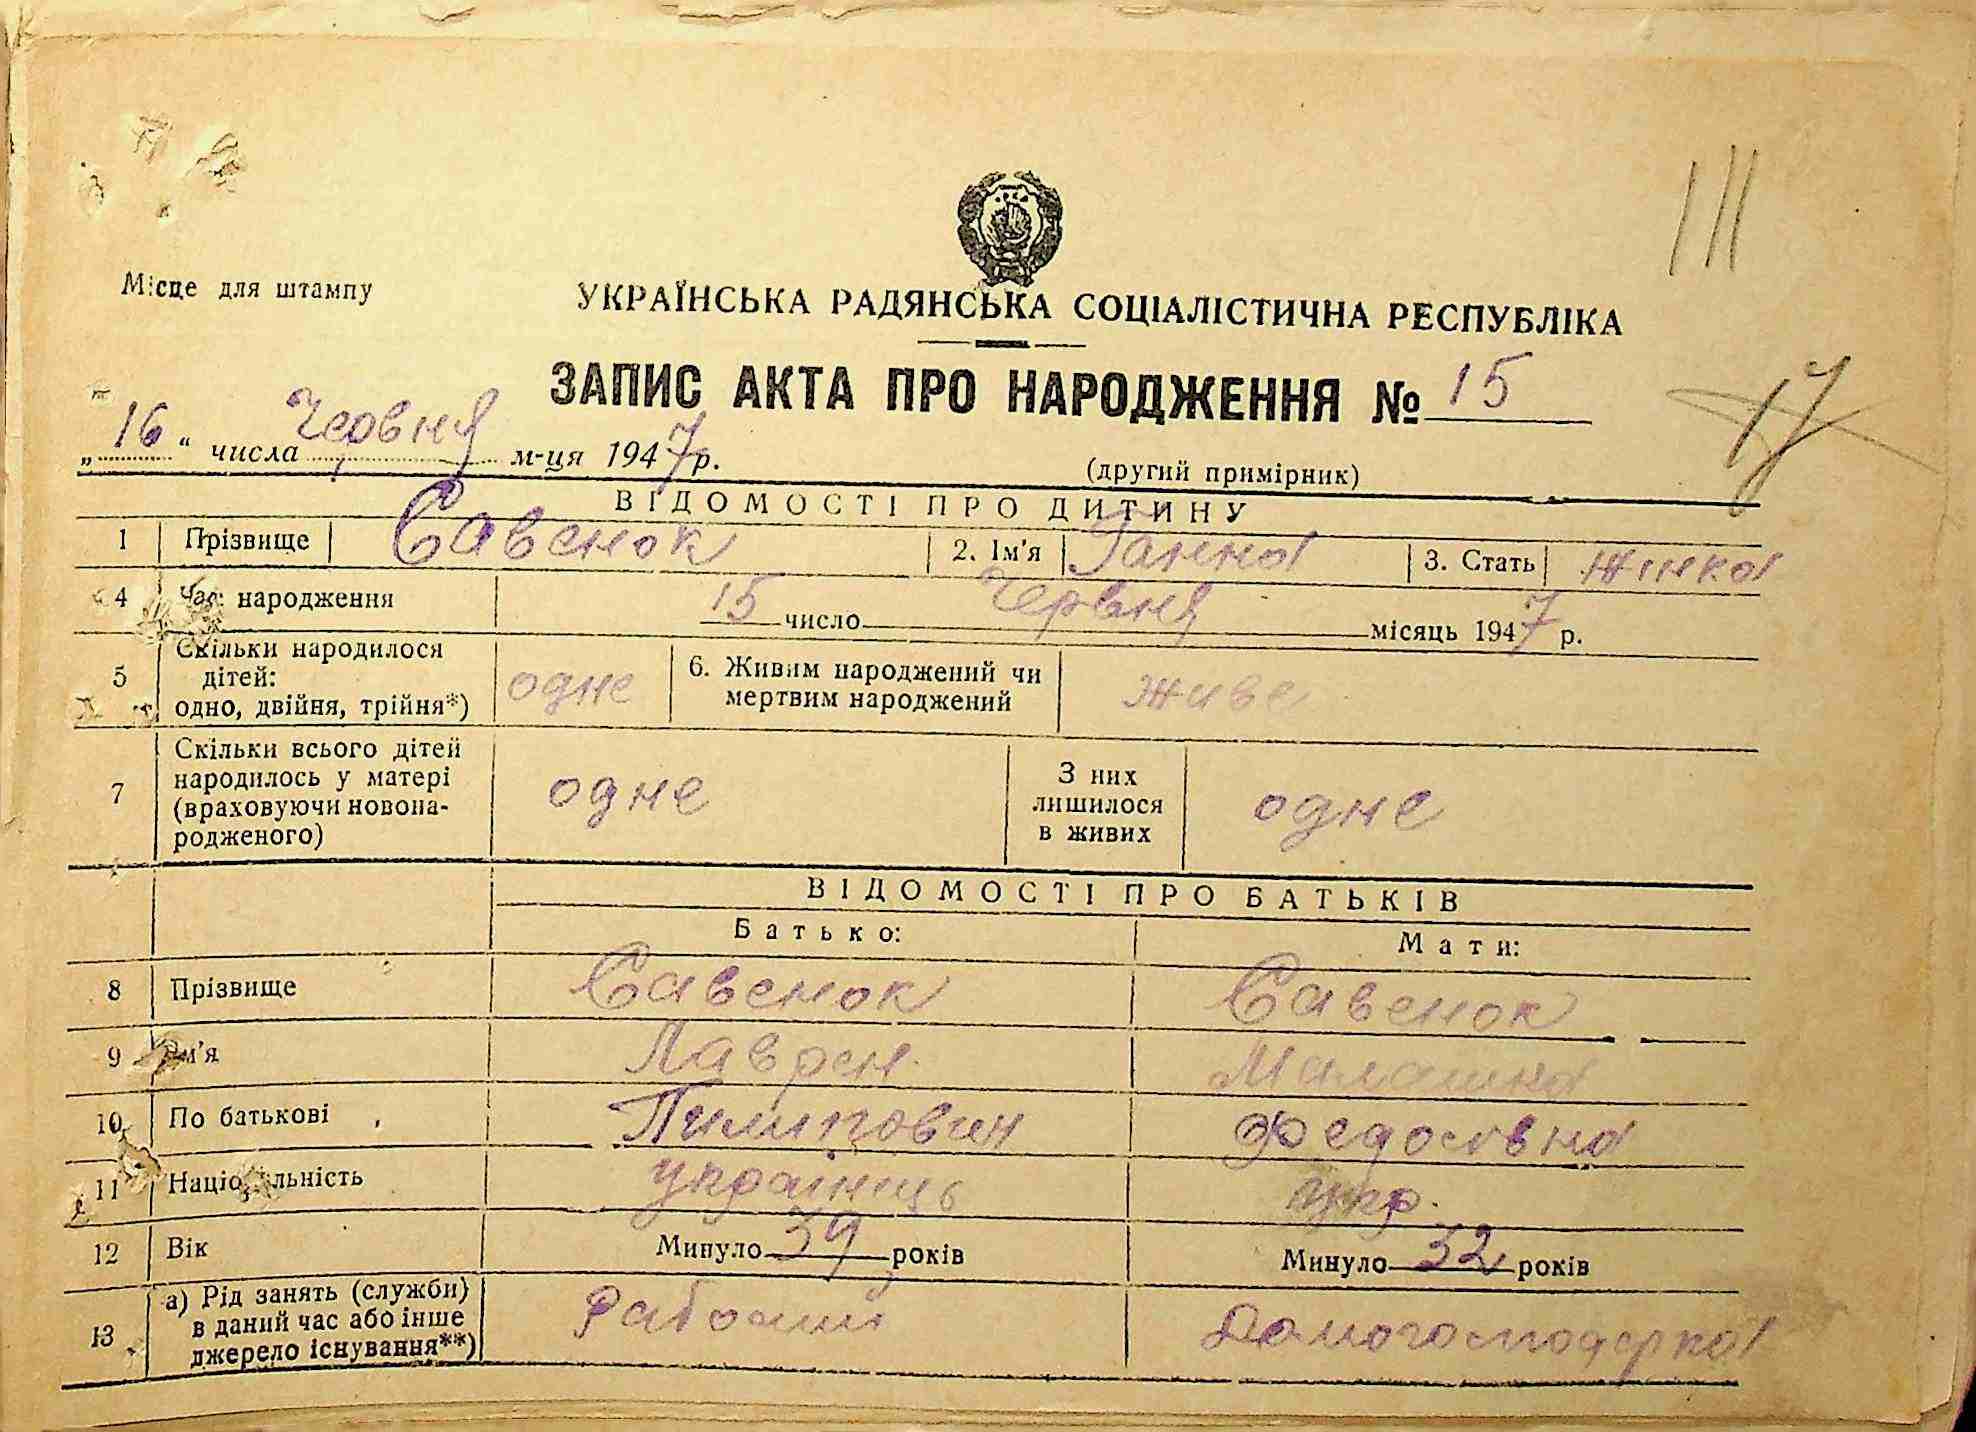 111
Місце для штампу
УКРАЇНСЬКА РАДЯНСЬКА СОЦІАЛІСТИЧНА РЕСПУБЛІКА
ЗАПИС АКТА ПРО НАРОДЖЕННЯ № 15
17
„16“ числа Червня м-ця 1947 р.
(другий примірник)
ВІДОМОСТІ ПРО ДИТИНУ
1 Прізвище Савенок 2. Ім'я Ганна 3. Стать жінка
4 Час народження 15 число Червня місяць 1947 р.
5 Скільки народилося дітей: одно, двійня, трійня*) одне 6. Живим народжений чи мертвим народжений живе
7 Скільки всього дітей народилось у матері (враховуючи новона-родженого) одне З них лишилося в живих одне
ВІДОМОСТІ ПРО БАТЬКІВ
Батько: Мати:
8 Прізвище Савенок Савенок
9 Ім'я Лаврен Малашка
10 По батькові Пилипович Федосівна
11 Національність українець укр.
12 Вік Минуло 39 років Минуло 32 років
13 а) Рід занять (служби) в даний час або інше джерело існування**) Рабочий Домогосподарка